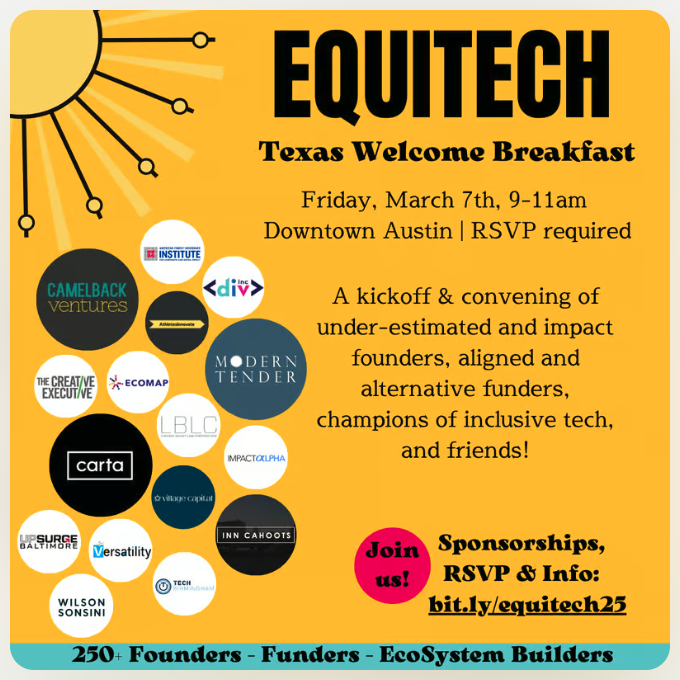 EQUITECH
Texas Welcome Breakfast
Friday, March 7th, 9-11am
Downtown Austin | RSVP required
A kickoff & convening of
under-estimated and impact
founders, aligned and
alternative funders,
champions of inclusive tech,
and friends!
INSTITUTE
CAMELBACK
ventures
<div>inc
MODERN
TENDER
THE CREATIVE
EXECUTIVE
ECOMAP
LBLC
carta
IMPACTALPHA
village capital
INN CAHOOTS
UPSURGE
BALTIMORE
Versatility
TECH
BIRMINGHAM
WILSON
SONSINI
Join
us!
Sponsorships,
RSVP & Info:
bit.ly/equitech25
250+ Founders - Funders - EcoSystem Builders